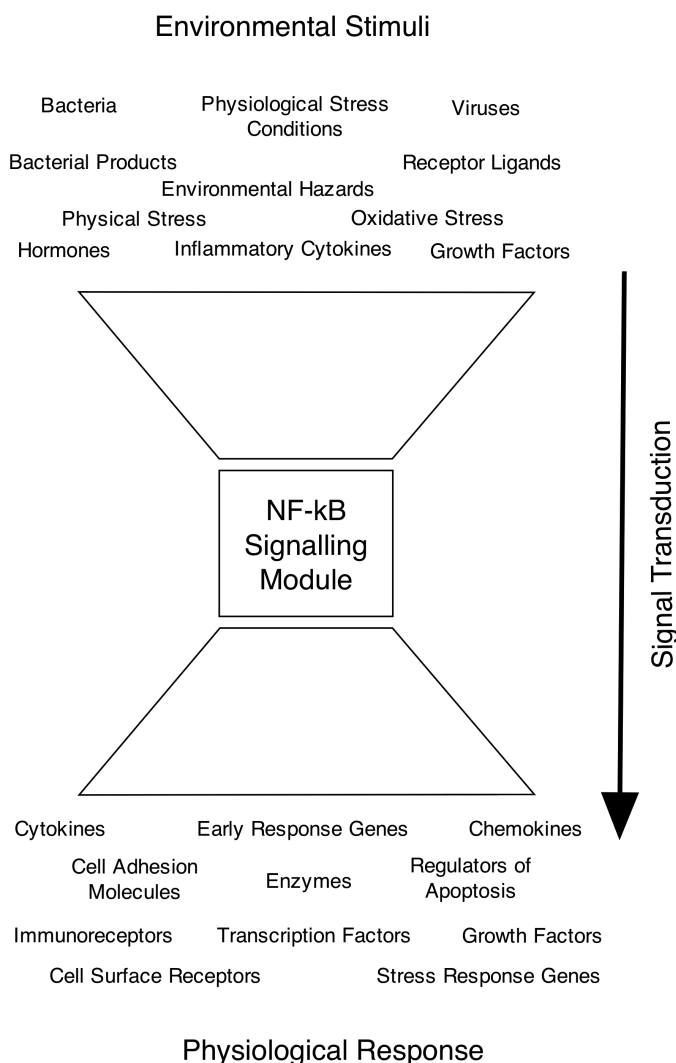 Environmental Stimuli
Bacteria
Physiological Stress
Conditions
Viruses
Bacterial Products
Receptor Ligands
Environmental Hazards
Physical Stress
Oxidative Stress
Hormones
Inflammatory Cytokines
Growth Factors
NF-kB
Signalling
Module
Signal Transduction
Cytokines
Early Response Genes
Chemokines
Cell Adhesion
Molecules
Enzymes
Regulators of
Apoptosis
Immunoreceptors
Transcription Factors
Growth Factors
Cell Surface Receptors
Stress Response Genes
Physiological Response